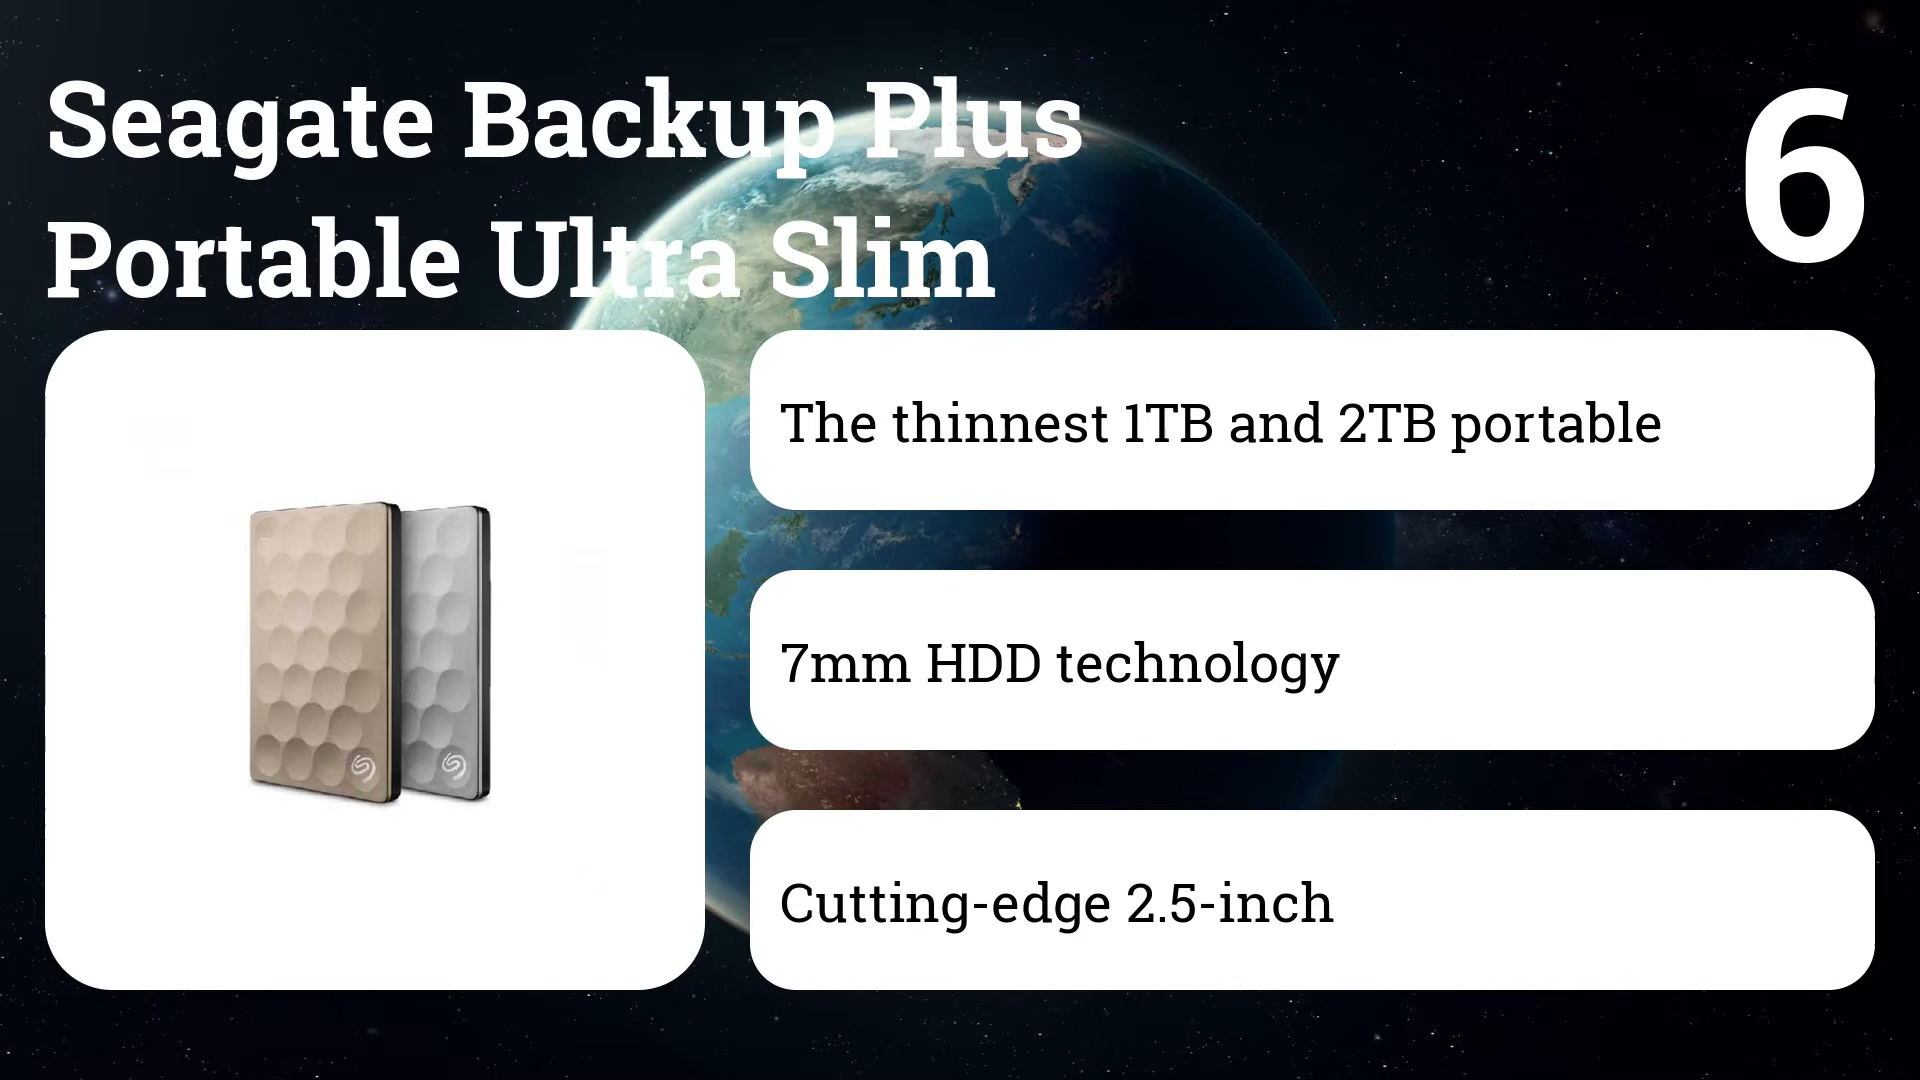 Seagate Backup Plus
Portable Ultra Slim
6
The thinnest 1TB and 2TB portable
7mm HDD technology
Cutting-edge 2.5-inch